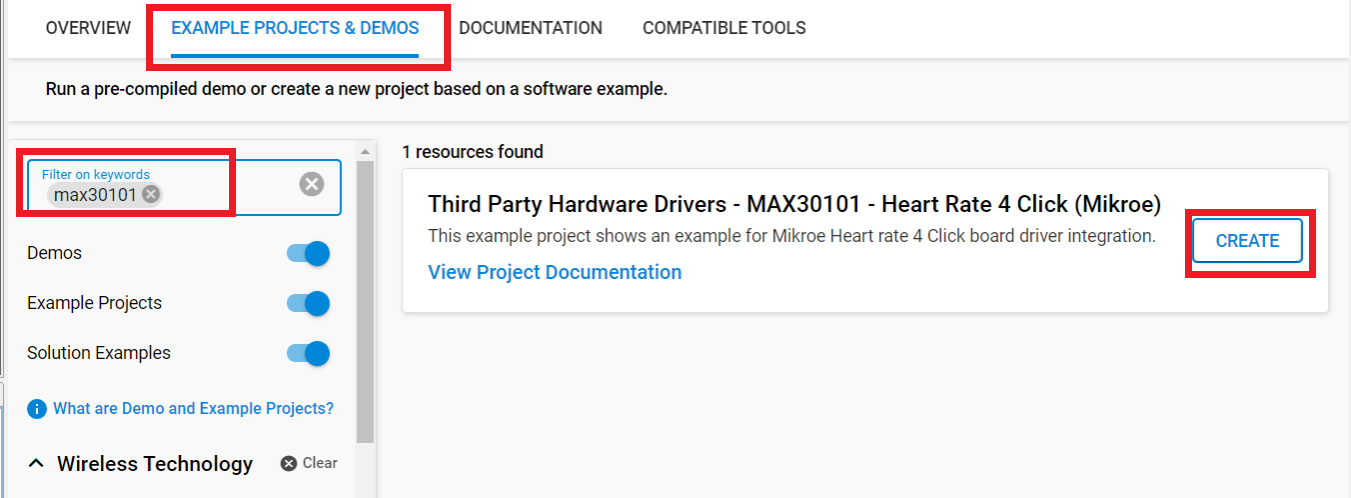 OVERVIEW EXAMPLE PROJECTS & DEMOS DOCUMENTATION COMPATIBLE TOOLS
Run a pre-compiled demo or create a new project based on a software example.
Filter on keywords
max30101
Demos
Example Projects
Solution Examples
What are Demo and Example Projects?
Wireless Technology Clear
1 resources found
Third Party Hardware Drivers - MAX30101 - Heart Rate 4 Click (Mikroe)
This example project shows an example for Mikroe Heart rate 4 Click board driver integration.
View Project Documentation
CREATE